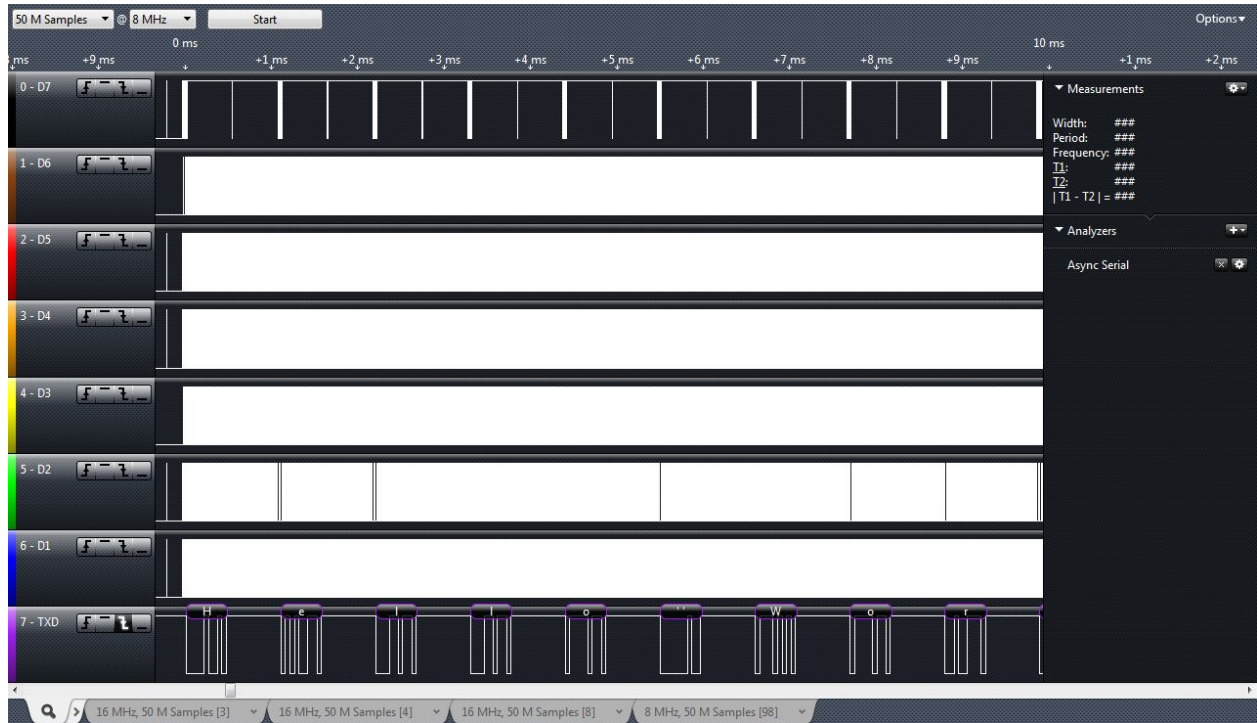 50 M Samples @ 8 MHz Start Options
0 ms 10 ms
ms +9 ms +1 ms +2 ms +3 ms +4 ms +5 ms +6 ms +7 ms +8 ms +9 ms +1 ms +2 ms
0 - D7
Measurements
Width: ###
Period: ###
Frequency: ###
T1: ###
T2: ###
| T1 - T2 | = ###
1 - D6
2 - D5
Analyzers
Async Serial
3 - D4
4 - D3
5 - D2
6 - D1
7 - TXD
H e l l o ' ' W o r
16 MHz, 50 M Samples [3] 16 MHz, 50 M Samples [4] 16 MHz, 50 M Samples [8] 8 MHz, 50 M Samples [98]